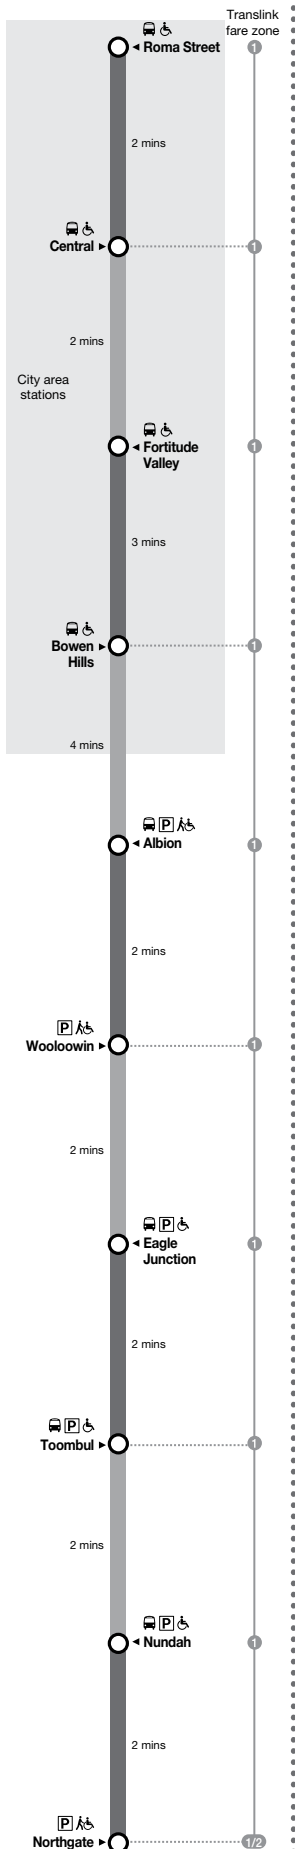 Translink
fare zone
Roma Street
1
2 mins
Central
1
2 mins
City area
stations
Fortitude
Valley
1
3 mins
Bowen
Hills
1
4 mins
P
Albion
1
2 mins
P
Wooloowin
1
2 mins
P
Eagle
Junction
1
2 mins
P
Toombul
1
2 mins
P
Nundah
1
2 mins
P
Northgate
1/2